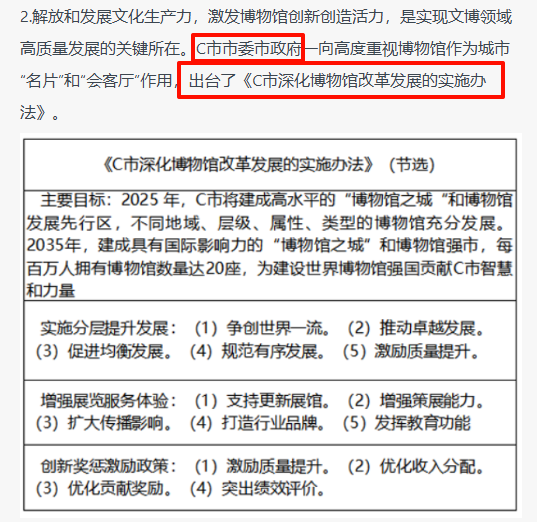 2.解放和发展文化生产力，激发博物馆创新创造活力，是实现文博领域
高质量发展的关键所在。C市市委市政府一向高度重视博物馆作为城市
“名片”和“会客厅”作用，出台了《C市深化博物馆改革发展的实施办
法》。
《C市深化博物馆改革发展的实施办法》（节选）
主要目标：2025 年，C市将建成高水平的“博物馆之城“和博物馆
发展先行区，不同地域、层级、属性、类型的博物馆充分发展。
2035年，建成具有国际影响力的“博物馆之城”和博物馆强市，每
百万人拥有博物馆数量达20座，为建设世界博物馆强国贡献C市智慧
和力量
实施分层提升发展：（1）争创世界一流。（2）推动卓越发展。
（3）促进均衡发展。（4）规范有序发展。（5）激励质量提升。
增强展览服务体验：（1）支持更新展馆。（2）增强策展能力。
（3）扩大传播影响。（4）打造行业品牌。（5）发挥教育功能
创新奖惩激励政策：（1）激励质量提升。（2）优化收入分配。
（3）优化贡献奖励。（4）突出绩效评价。